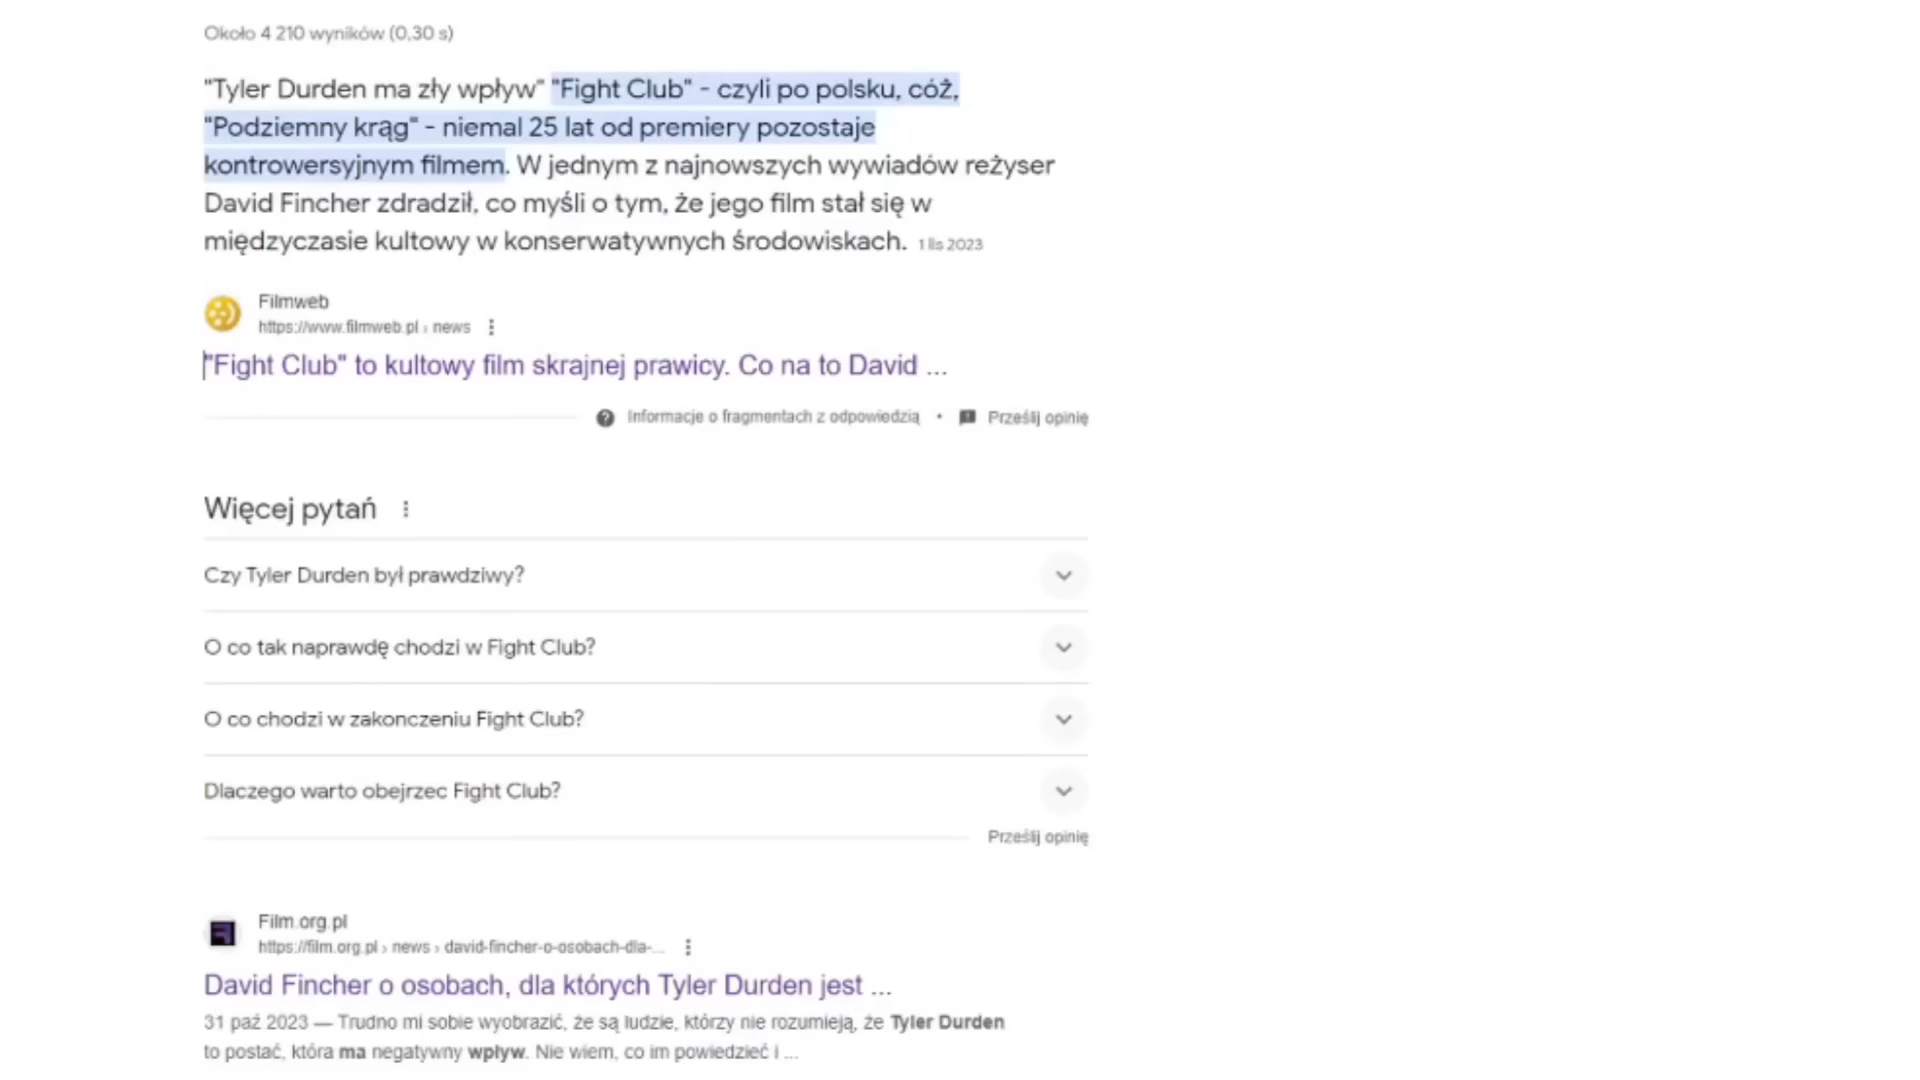 Około 4 210 wyników (0,30 s)
"Tyler Durden ma zły wpływ" "Fight Club" - czyli po polsku, cóż,
"Podziemny krąg" - niemal 25 lat od premiery pozostaje
kontrowersyjnym filmem. W jednym z najnowszych wywiadów reżyser
David Fincher zdradził, co myśli o tym, że jego film stał się w
międzyczasie kultowy w konserwatywnych środowiskach. 1 lis 2023
Filmweb
https://www.filmweb.pl › news
"Fight Club" to kultowy film skrajnej prawicy. Co na to David ...
Informacje o fragmentach z odpowiedzią • Prześlij opinię
Więcej pytań
Czy Tyler Durden był prawdziwy?
O co tak naprawdę chodzi w Fight Club?
O co chodzi w zakonczeniu Fight Club?
Dlaczego warto obejrzec Fight Club?
Prześlij opinię
Film.org.pl
https://film.org.pl › news › david-fincher-o-osobach-dla-...
David Fincher o osobach, dla których Tyler Durden jest ...
31 paź 2023 — Trudno mi sobie wyobrazić, że są ludzie, którzy nie rozumieją, że Tyler Durden
to postać, która ma negatywny wpływ. Nie wiem, co im powiedzieć i ...